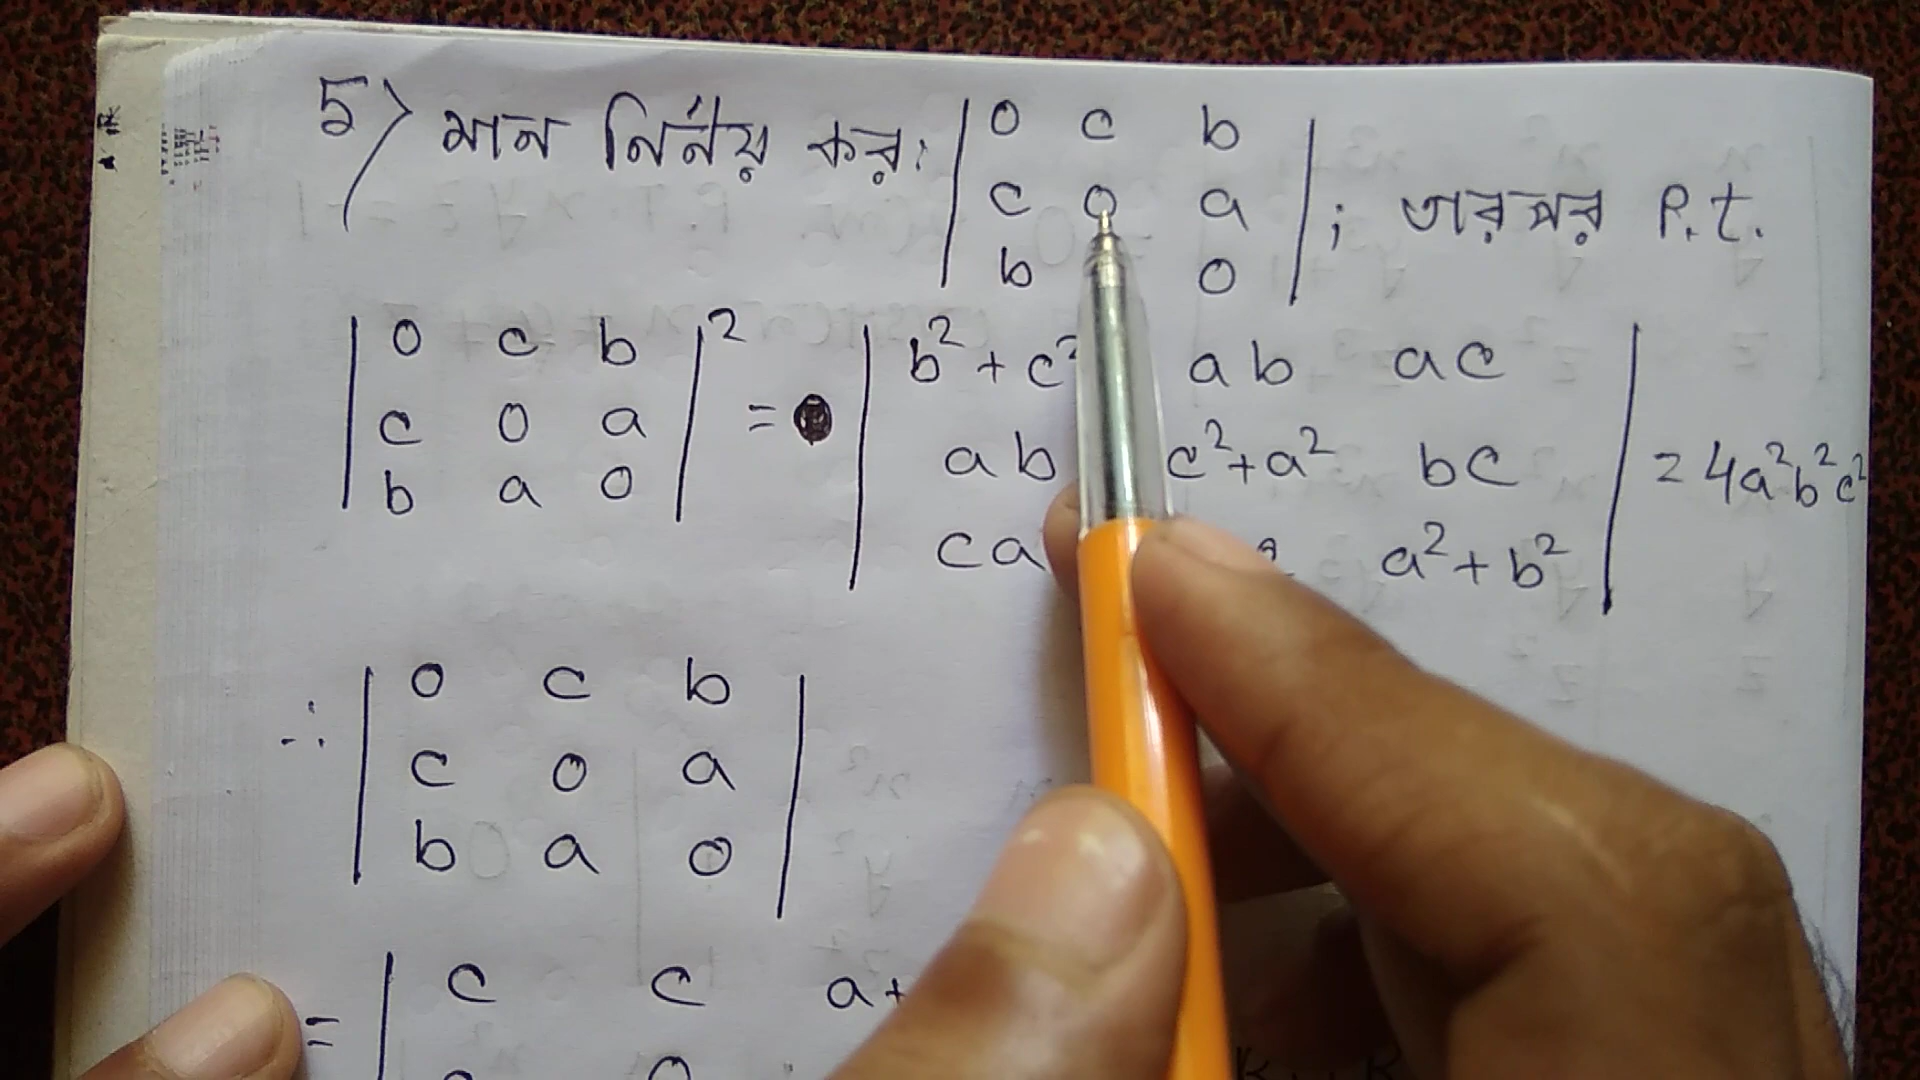 5) মান নির্ণয় কর: | 0 c b |
| c 0 a | ; তারপর P.t.
| b 0 |
| 0 c b |² | b² + c² ab ac |
| c 0 a | = | ab c²+a² bc | = 4a²b²c²
| b a 0 | | ca a² + b² |
∴ | 0 c b |
| c 0 a |
| b a 0 |
= | c c a+